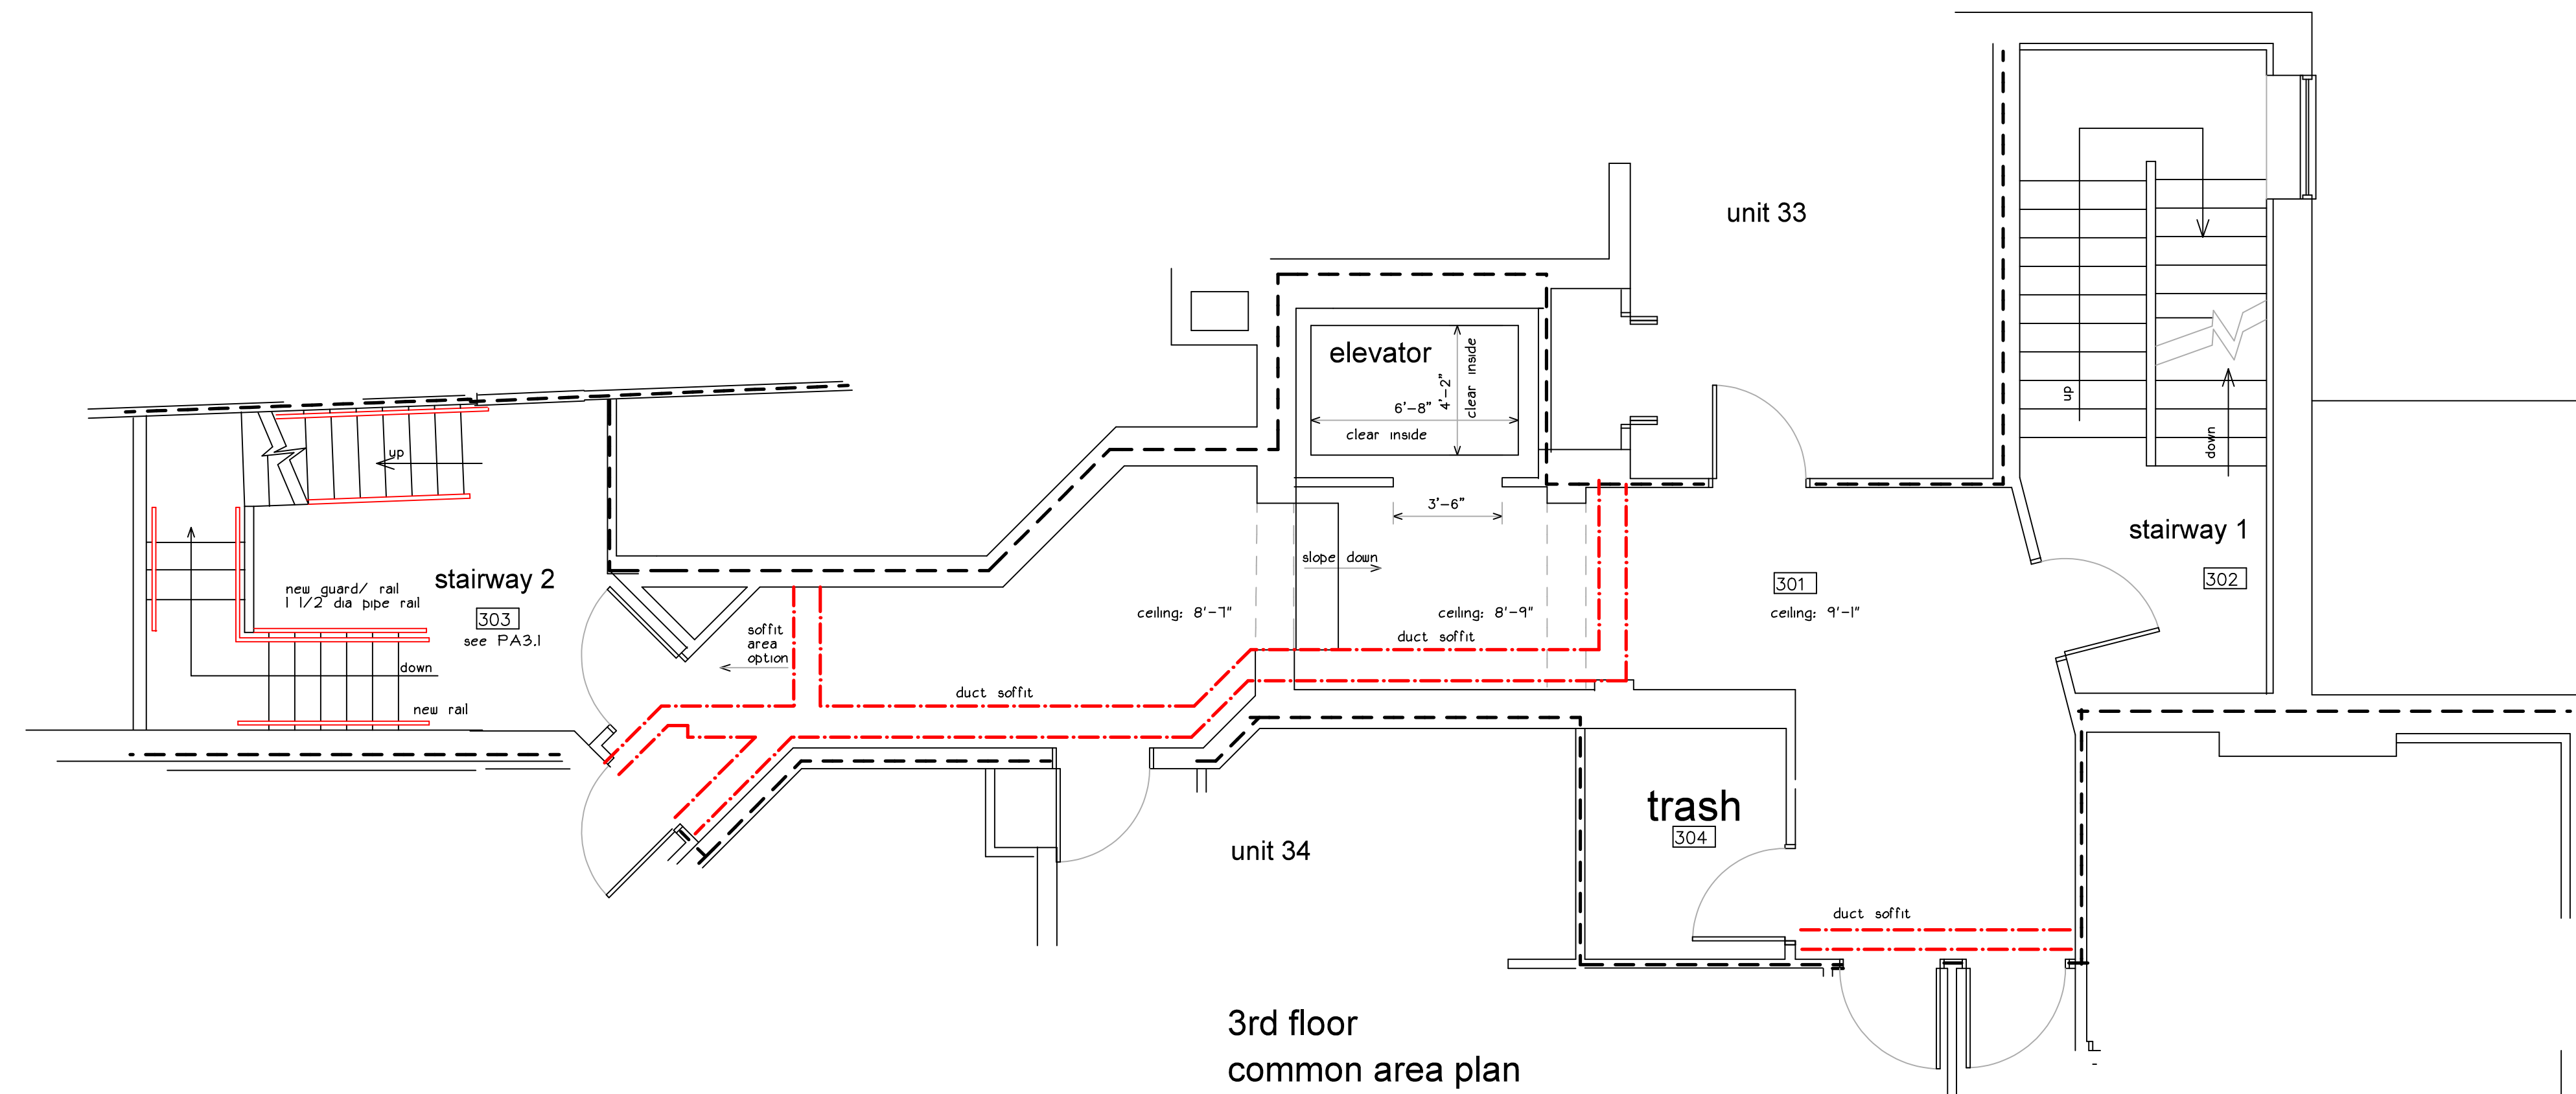 unit 33
elevator
4'-2"
clear inside
6'-8"
clear inside
up
down
up
3'-6"
stairway 1
302
slope down
301
stairway 2
new guard/ rail
1 1/2 dia pipe rail
303
see PA3.1
ceiling: 8'-7"
ceiling: 8'-9"
ceiling: 9'-1"
soffit
area
option
duct soffit
down
duct soffit
new rail
trash
304
unit 34
duct soffit
3rd floor
common area plan